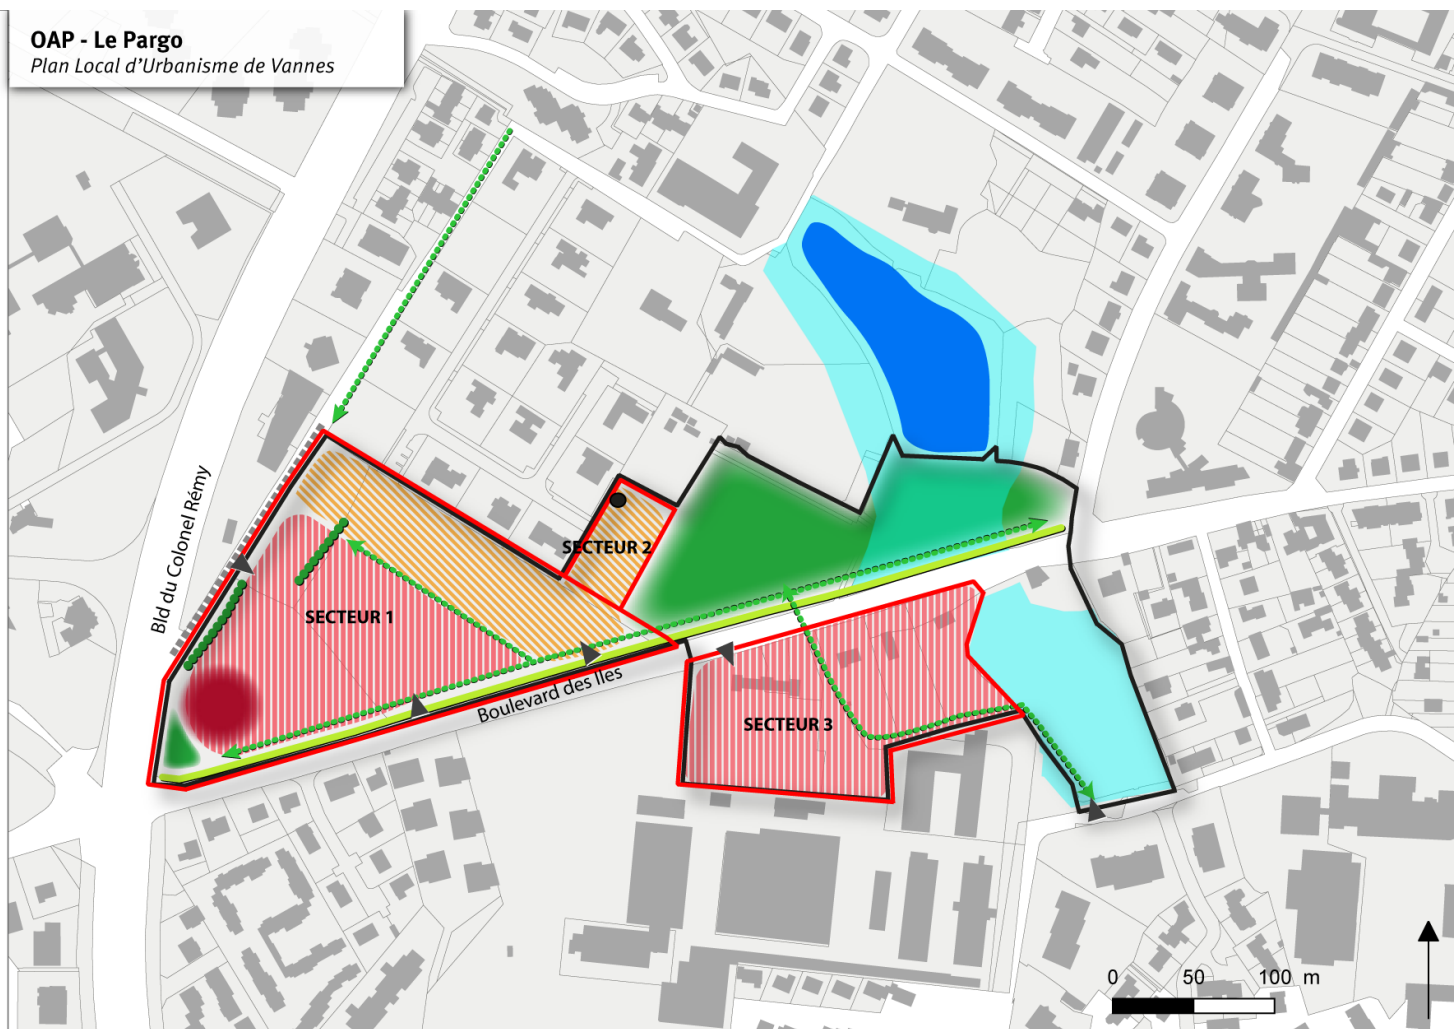 OAP - Le Pargo
Plan Local d'Urbanisme de Vannes
Bld du Colonel Rémy
SECTEUR 2
SECTEUR 1
Boulevard des Iles
SECTEUR 3
0 50 100 m